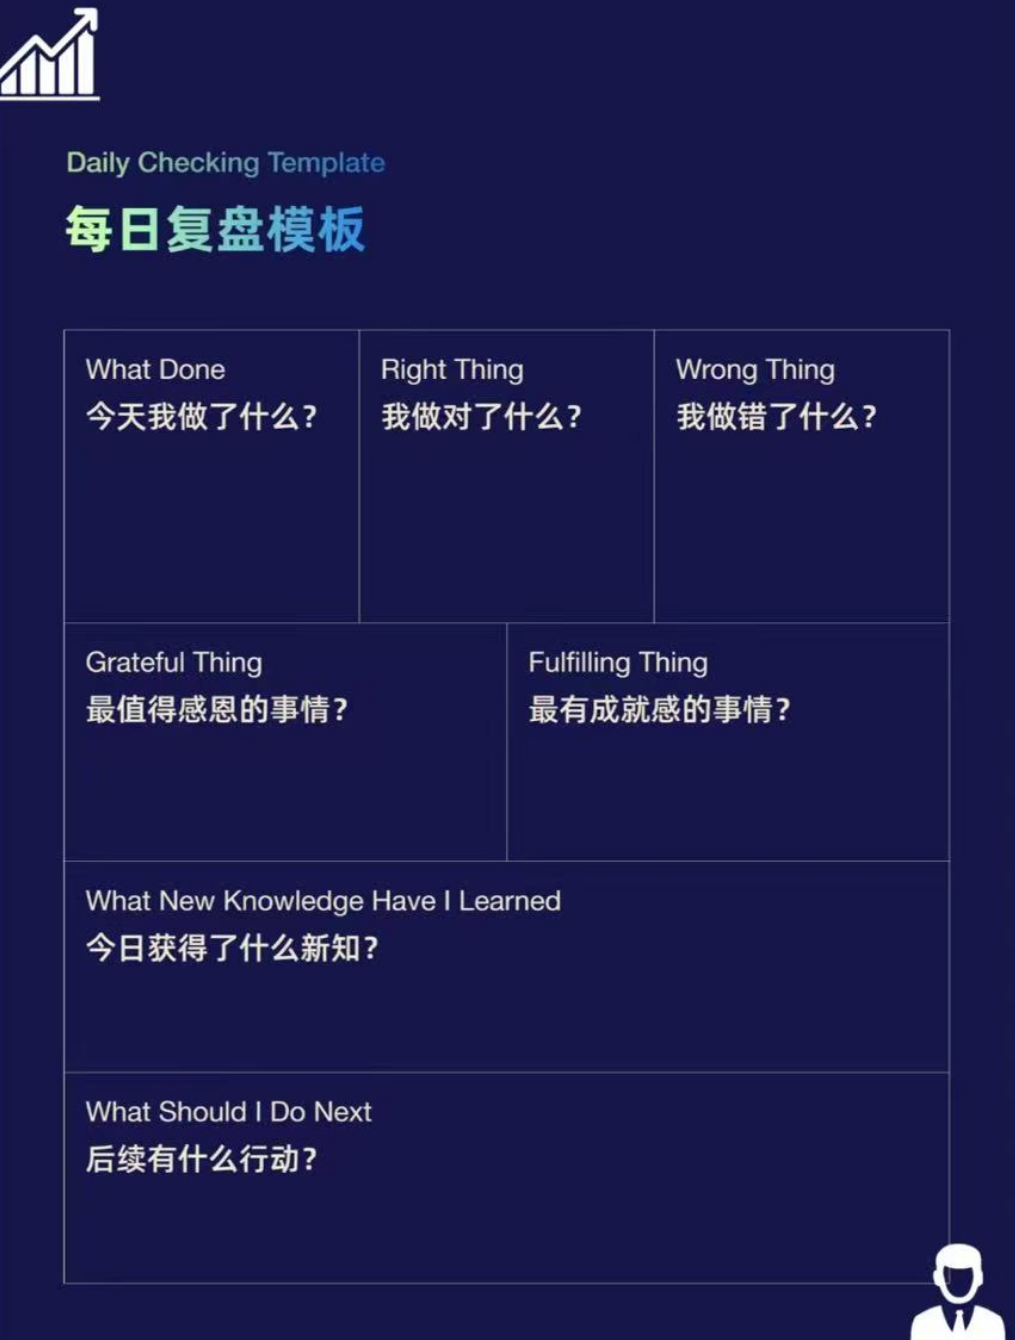 Daily Checking Template
每日复盘模板
What Done
今天我做了什么?
Right Thing
我做对了什么?
Wrong Thing
我做错了什么?
Grateful Thing
最值得感恩的事情?
Fulfilling Thing
最有成就感的事情?
What New Knowledge Have I Learned
今日获得了什么新知?
What Should I Do Next
后续有什么行动?